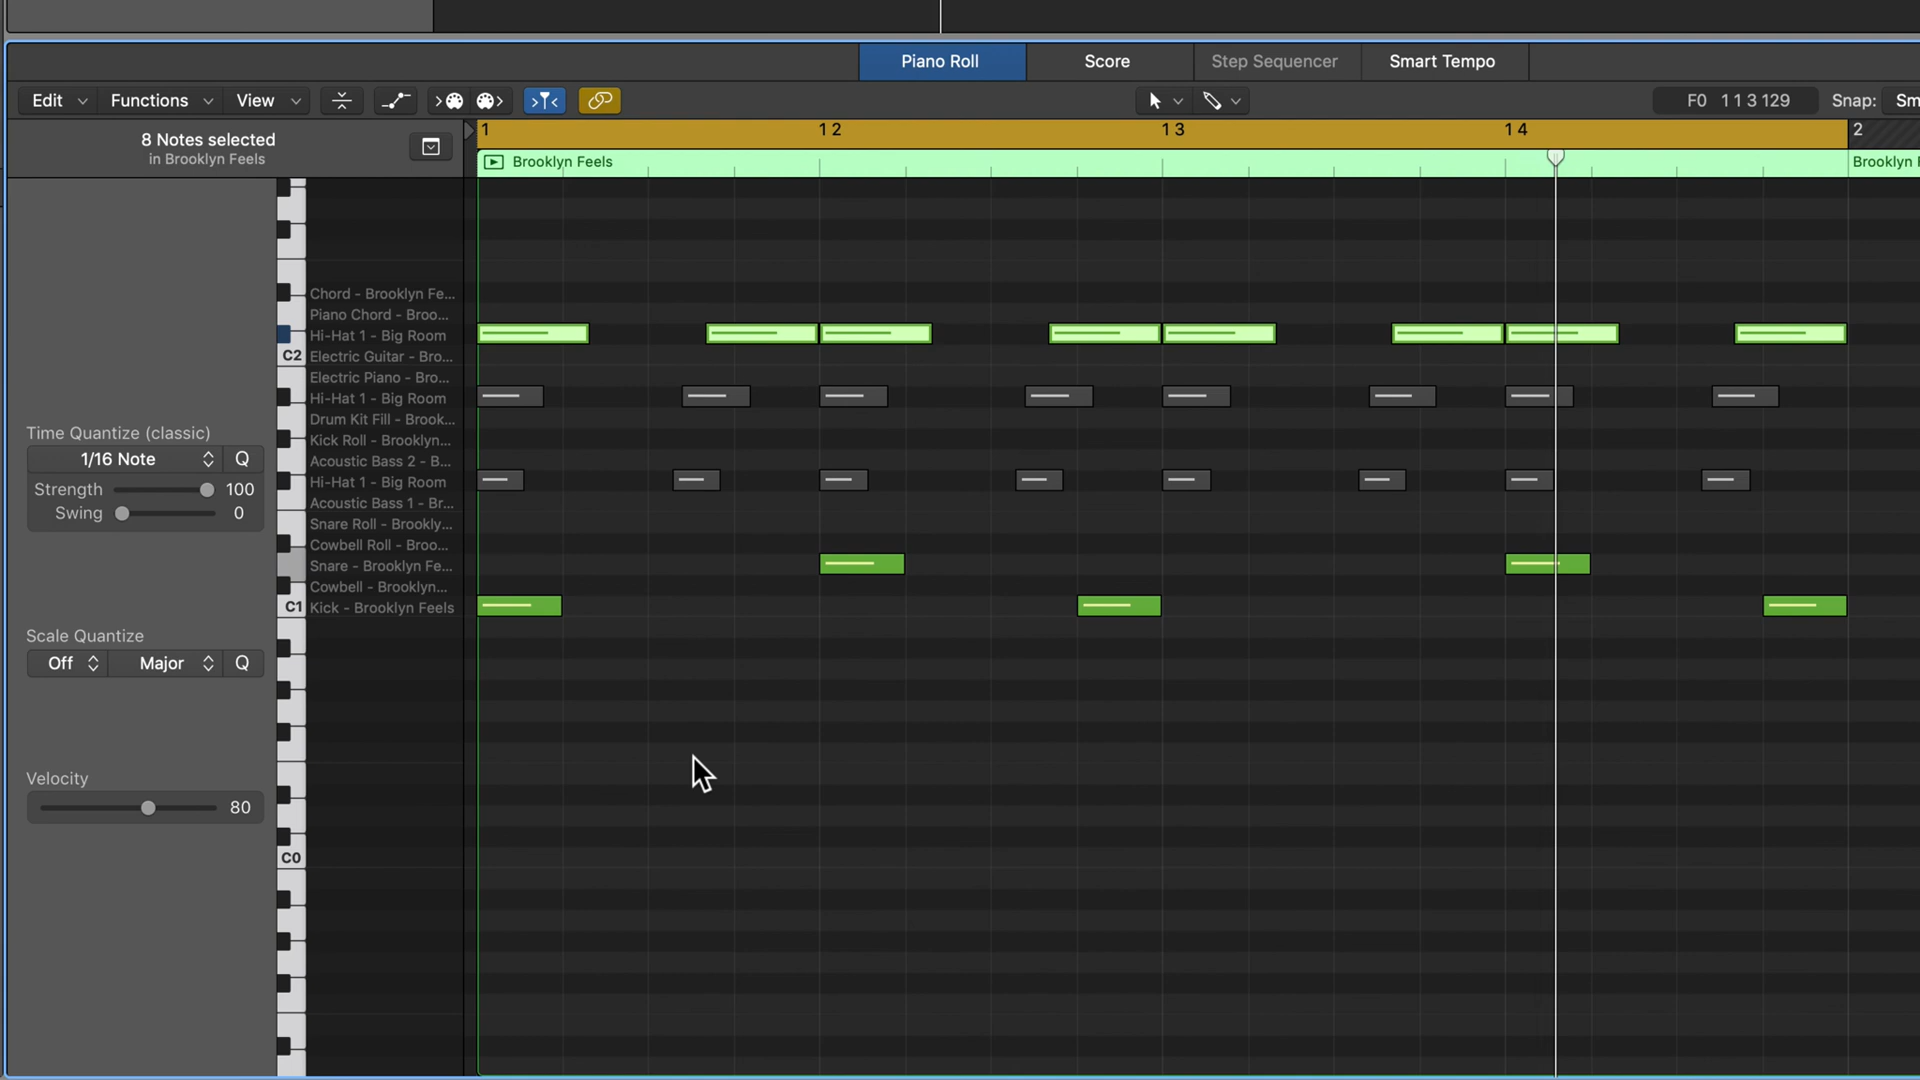 Piano Roll
Score
Step Sequencer
Smart Tempo
Edit
Functions
View
F0 1 1 3 129
Snap: Sm
8 Notes selected
in Brooklyn Feels
1
1 2
1 3
1 4
2
Brooklyn Feels
Brooklyn F
Chord - Brooklyn Fe...
Piano Chord - Broo...
Hi-Hat 1 - Big Room
C2
Electric Guitar - Bro...
Electric Piano - Bro...
Hi-Hat 1 - Big Room
Drum Kit Fill - Brook...
Kick Roll - Brooklyn...
Acoustic Bass 2 - B...
Hi-Hat 1 - Big Room
Acoustic Bass 1 - Br...
Snare Roll - Brookly...
Cowbell Roll - Broo...
Snare - Brooklyn Fe...
Cowbell - Brooklyn...
C1
Kick - Brooklyn Feels
C0
Time Quantize (classic)
1/16 Note
Q
Strength
100
Swing
0
Scale Quantize
Off
Major
Q
Velocity
80